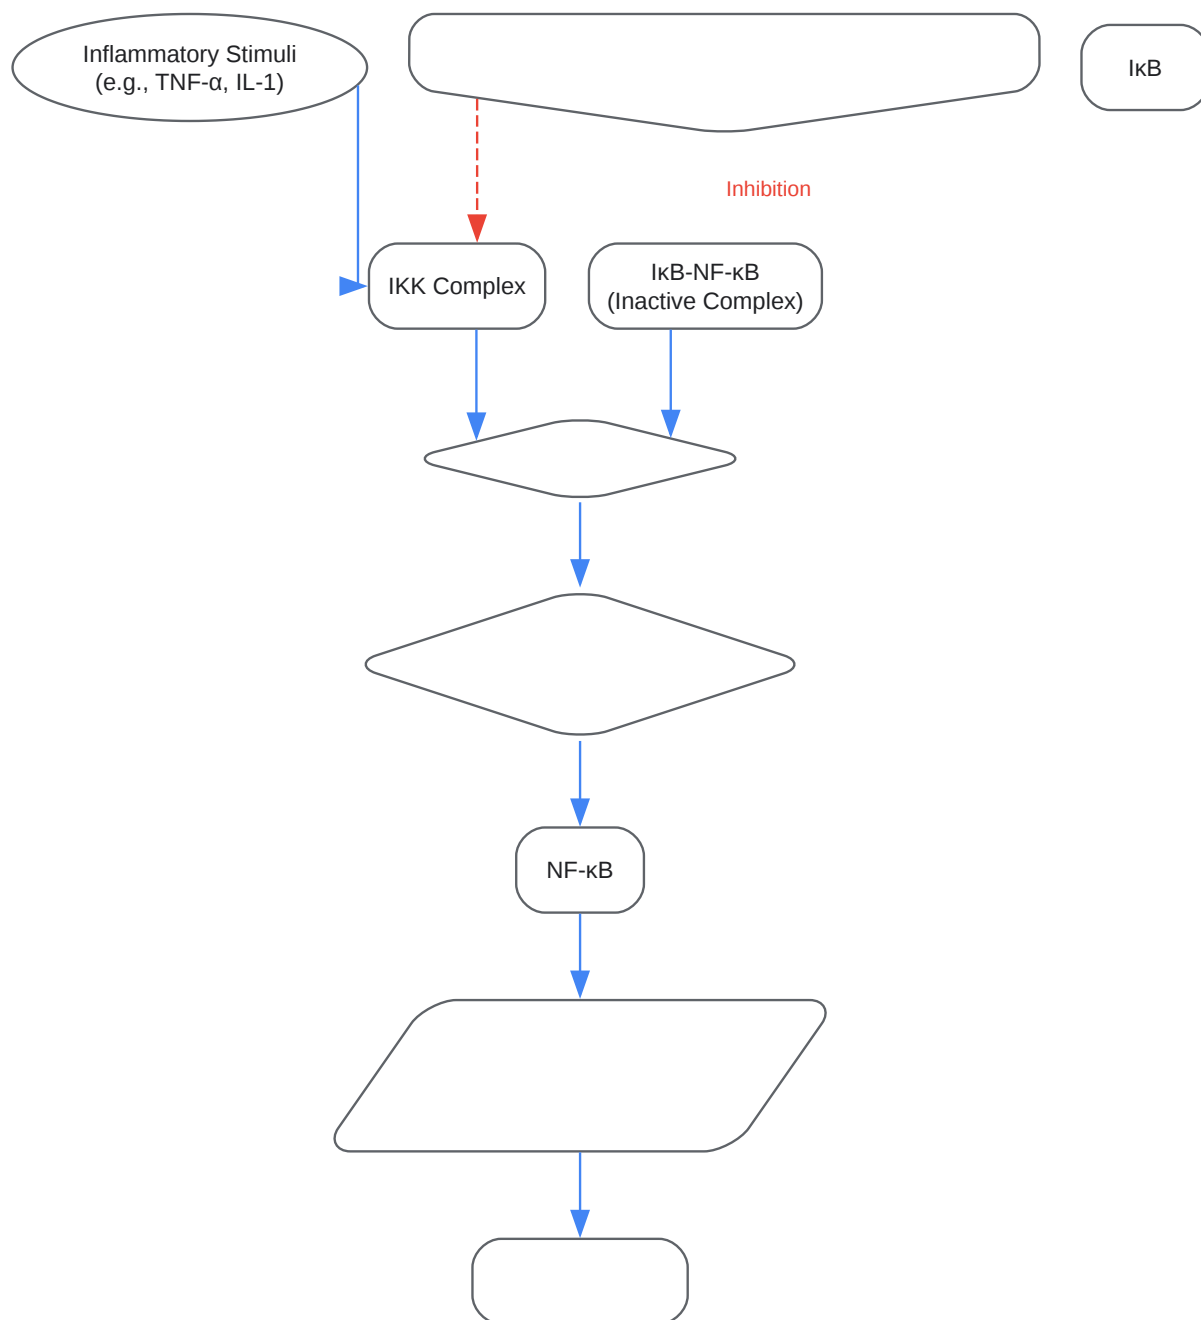 Inflammatory Stimuli
(e.g., TNF-α, IL-1)
IκB
Inhibition
IKK Complex
IκB-NF-κB
(Inactive Complex)
NF-κB